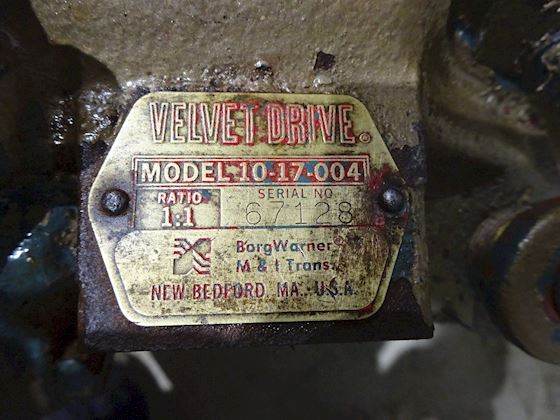 VELVET DRIVE®
MODEL 10-17-004
RATIO
1:1
SERIAL NO
67128
BorgWarner®
M & I Trans.
NEW BEDFORD, MA., U.S.A.